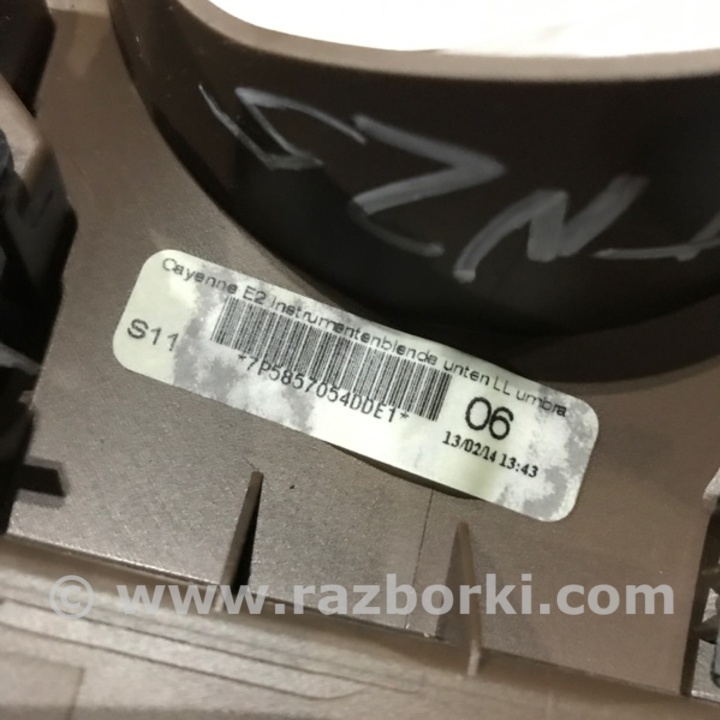 Cayenne E2 Instrumentenblende unten LL umbra
S11
*7P5857054DDE1*
06
13/02/14 13:43
© www.razborki.com